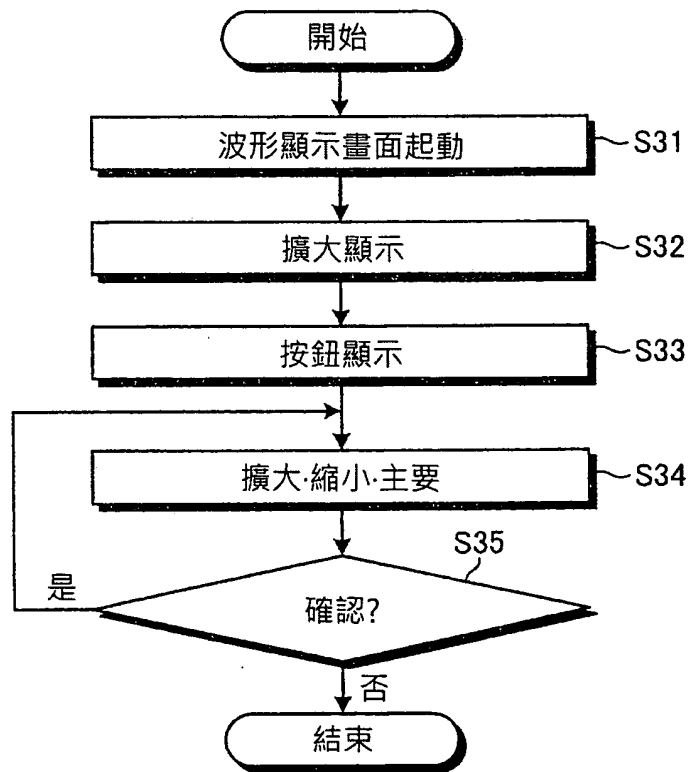 開始
波形顯示畫面起動
S31
擴大顯示
S32
按鈕顯示
S33
擴大·縮小·主要
S34
S35
是
確認?
否
結束